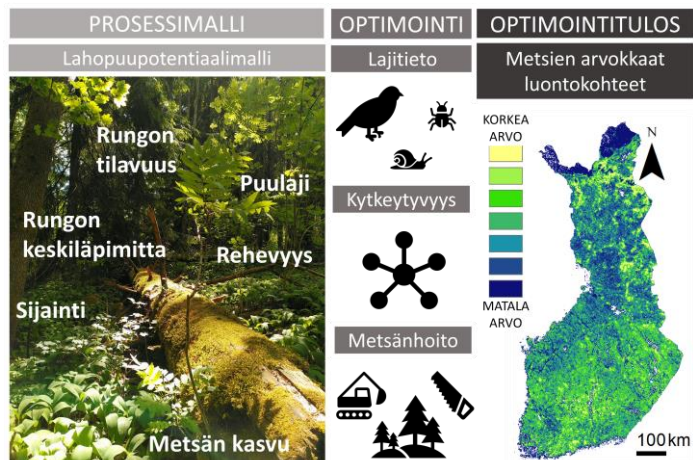 PROSESSIMALLI
Lahopuupotentiaalimalli
Rungon
tilavuus
Puulaji
Rungon
keskiläpimitta
Rehevyys
Sijainti
Metsän kasvu
OPTIMOINTI
Lajitieto
Kytkeytyvyys
Metsänhoito
OPTIMOINTITULOS
Metsien arvokkaat
luontokohteet
KORKEA
ARVO
N
MATALA
ARVO
100 km